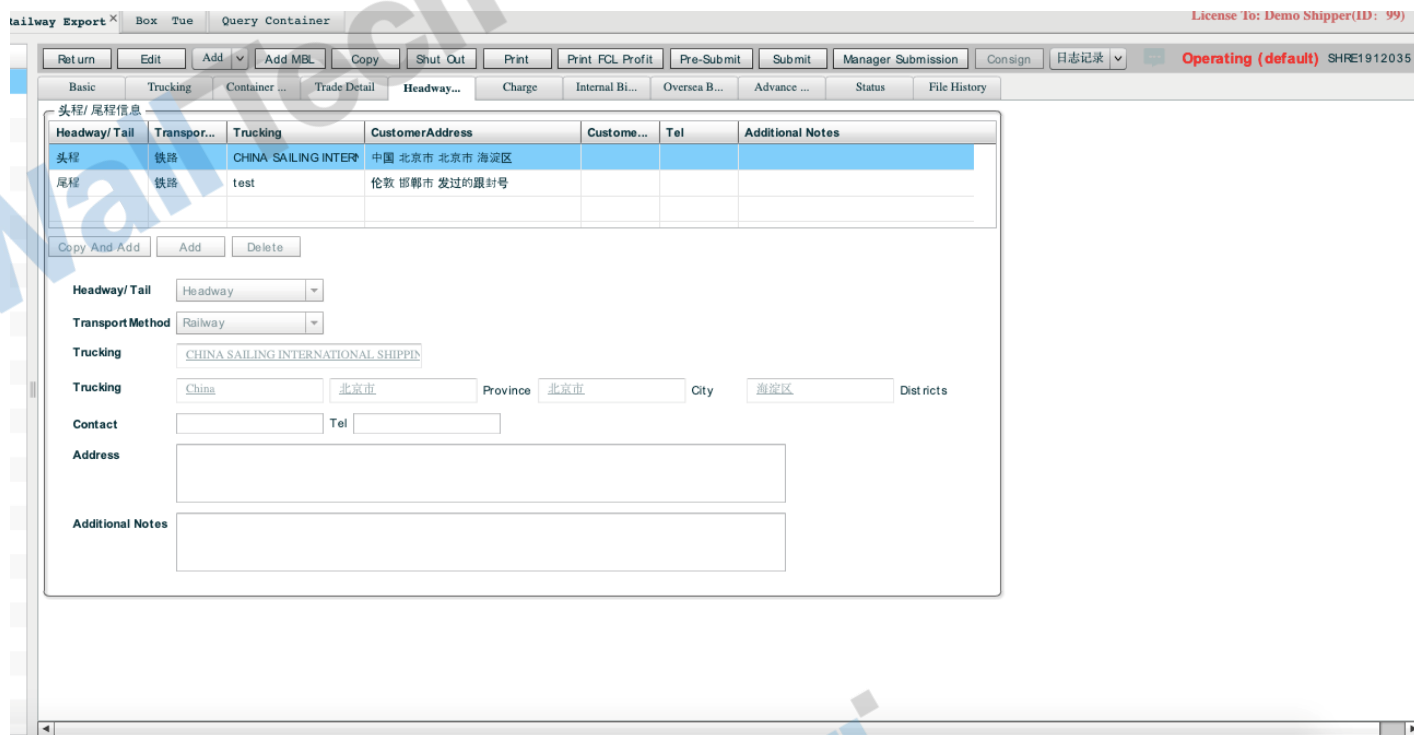 Railway Export × Box Tue Query Container License To: Demo Shipper(ID: 99)
Return Edit Add Add MBL Copy Shut Out Print Print FCL Profit Pre-Submit Submit Manager Submission Consign 日志记录 Operating (default) SHRE1912035
Basic Trucking Container ... Trade Detail Headway... Charge Internal Bi... Oversea B... Advance ... Status File History
头程/尾程信息
Headway/Tail Transpor... Trucking CustomerAddress Custome... Tel Additional Notes
头程 铁路 CHINA SAILING INTERN 中国 北京市 北京市 海淀区
尾程 铁路 test 伦敦 邯郸市 发过的跟封号
Copy And Add Add Delete
Headway/Tail Headway
TransportMethod Railway
Trucking CHINA SAILING INTERNATIONAL SHIPPIN
Trucking China 北京市 Province 北京市 City 海淀区 Districts
Contact Tel
Address
Additional Notes
WallTech